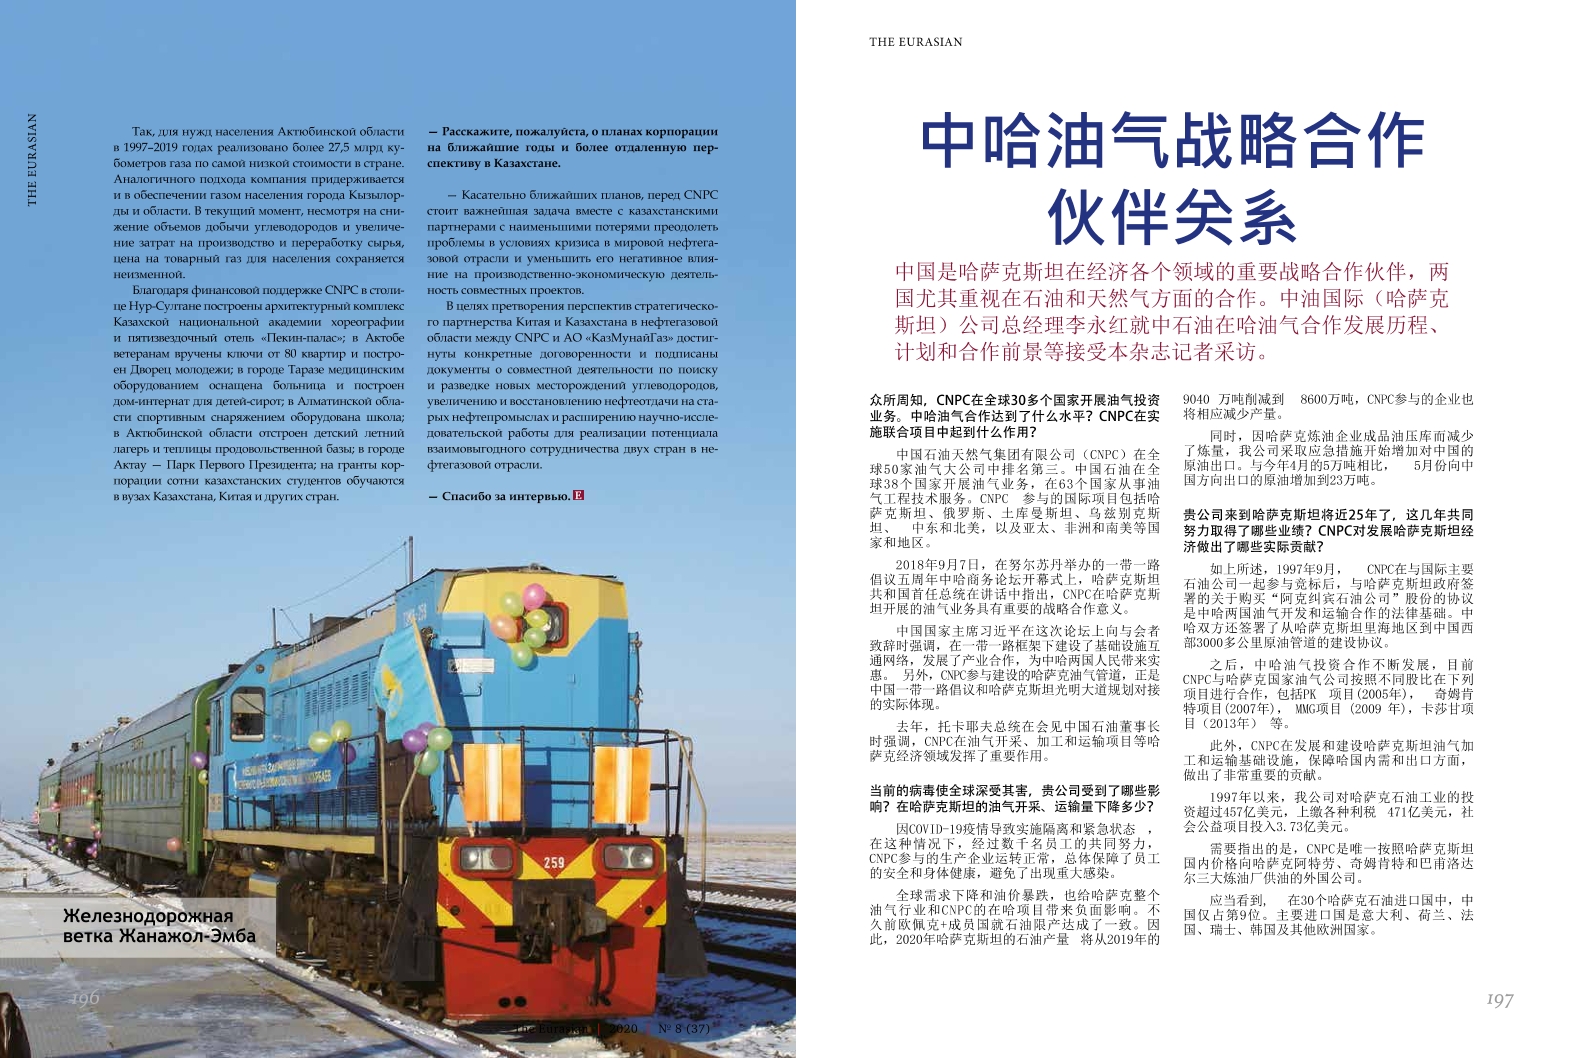 THE EURASIAN
Так, для нужд населения Актюбинской области
в 1997–2019 годах реализовано более 27,5 млрд ку-
бометров газа по самой низкой стоимости в стране.
Аналогичного подхода компания придерживается
и в обеспечении газом населения города Кызылор-
ды и области. В текущий момент, несмотря на сни-
жение объемов добычи углеводородов и увеличе-
ние затрат на производство и переработку сырья,
цена на товарный газ для населения сохраняется
неизменной.
Благодаря финансовой поддержке CNPC в столи-
це Нур-Султане построены архитектурный комплекс
Казахской национальной академии хореографии
и пятизвездочный отель «Пекин-палас»; в Актобе
ветеранам вручены ключи от 80 квартир и постро-
ен Дворец молодежи; в городе Таразе медицинским
оборудованием оснащена больница и построен
дом-интернат для детей-сирот; в Алматинской обла-
сти спортивным снаряжением оборудована школа;
в Актюбинской области отстроен детский летний
лагерь и теплицы продовольственной базы; в городе
Актау — Парк Первого Президента; на гранты кор-
порации сотни казахстанских студентов обучаются
в вузах Казахстана, Китая и других стран.
— Расскажите, пожалуйста, о планах корпорации
на ближайшие годы и более отдаленную пер-
спективу в Казахстане.
— Касательно ближайших планов, перед CNPC
стоит важнейшая задача вместе с казахстанскими
партнерами с наименьшими потерями преодолеть
проблемы в условиях кризиса в мировой нефтега-
зовой отрасли и уменьшить его негативное влия-
ние на производственно-экономическую деятель-
ность совместных проектов.
В целях претворения перспектив стратегическо-
го партнерства Китая и Казахстана в нефтегазовой
области между CNPC и АО «КазМунайГаз» достиг-
нуты конкретные договоренности и подписаны
документы о совместной деятельности по поиску
и разведке новых месторождений углеводородов,
увеличению и восстановлению нефтеотдачи на ста-
рых нефтепромыслах и расширению научно-иссле-
довательской работы для реализации потенциала
взаимовыгодного сотрудничества двух стран в не-
фтегазовой отрасли.
— Спасибо за интервью. E
259
Железнодорожная
ветка Жанажол-Эмба
196
The Eurasian | 2020 | № 8 (37)
THE EURASIAN
中哈油气战略合作
伙伴关系
中国是哈萨克斯坦在经济各个领域的重要战略合作伙伴，两
国尤其重视在石油和天然气方面的合作。中油国际（哈萨克
斯坦）公司总经理李永红就中石油在哈油气合作发展历程、
计划和合作前景等接受本杂志记者采访。
众所周知，CNPC在全球30多个国家开展油气投资
业务。中哈油气合作达到了什么水平？CNPC在实
施联合项目中起到什么作用？
中国石油天然气集团有限公司（CNPC）在全
球50家油气大公司中排名第三。中国石油在全
球38个国家开展油气业务，在63个国家从事油
气工程技术服务。CNPC 参与的国际项目包括哈
萨克斯坦、俄罗斯、土库曼斯坦、乌兹别克斯
坦、 中东和北美，以及亚太、非洲和南美等国
家和地区。
2018年9月7日，在努尔苏丹举办的一带一路
倡议五周年中哈商务论坛开幕式上，哈萨克斯坦
共和国首任总统在讲话中指出，CNPC在哈萨克斯
坦开展的油气业务具有重要的战略合作意义。
中国国家主席习近平在这次论坛上向与会者
致辞时强调，在一带一路框架下建设了基础设施互
通网络，发展了产业合作，为中哈两国人民带来实
惠。 另外，CNPC参与建设的哈萨克油气管道，正是
中国一带一路倡议和哈萨克斯坦光明大道规划对接
的实际体现。
去年，托卡耶夫总统在会见中国石油董事长
时强调，CNPC在油气开采、加工和运输项目等哈
萨克经济领域发挥了重要作用。
当前的病毒使全球深受其害，贵公司受到了哪些影
响？在哈萨克斯坦的油气开采、运输量下降多少？
因COVID-19疫情导致实施隔离和紧急状态 ，
在这种情况下，经过数千名员工的共同努力，
CNPC参与的生产企业运转正常，总体保障了员工
的安全和身体健康，避免了出现重大感染。
全球需求下降和油价暴跌，也给哈萨克整个
油气行业和CNPC的在哈项目带来负面影响。不
久前欧佩克+成员国就石油限产达成了一致。因
此，2020年哈萨克斯坦的石油产量 将从2019年的
9040 万吨削减到 8600万吨，CNPC参与的企业也
将相应减少产量。
同时，因哈萨克炼油企业成品油压库而减少
了炼量，我公司采取应急措施开始增加对中国的
原油出口。与今年4月的5万吨相比， 5月份向中
国方向出口的原油增加到23万吨。
贵公司来到哈萨克斯坦将近25年了，这几年共同
努力取得了哪些业绩？CNPC对发展哈萨克斯坦经
济做出了哪些实际贡献？
如上所述，1997年9月， CNPC在与国际主要
石油公司一起参与竞标后，与哈萨克斯坦政府签
署的关于购买“阿克纠宾石油公司”股份的协议
是中哈两国油气开发和运输合作的法律基础。中
哈双方还签署了从哈萨克斯坦里海地区到中国西
部3000多公里原油管道的建设协议。
之后，中哈油气投资合作不断发展，目前
CNPC与哈萨克国家油气公司按照不同股比在下列
项目进行合作，包括PK 项目(2005年)， 奇姆肯
特项目(2007年)， MMG项目 (2009 年)，卡莎甘项
目（2013年） 等。
此外，CNPC在发展和建设哈萨克斯坦油气加
工和运输基础设施，保障哈国内需和出口方面，
做出了非常重要的贡献。
1997年以来，我公司对哈萨克石油工业的投
资超过457亿美元，上缴各种利税 471亿美元，社
会公益项目投入3.73亿美元。
需要指出的是，CNPC是唯一按照哈萨克斯坦
国内价格向哈萨克阿特劳、奇姆肯特和巴甫洛达
尔三大炼油厂供油的外国公司。
应当看到， 在30个哈萨克石油进口国中，中
国仅占第9位。主要进口国是意大利、荷兰、法
国、瑞士、韩国及其他欧洲国家。
197